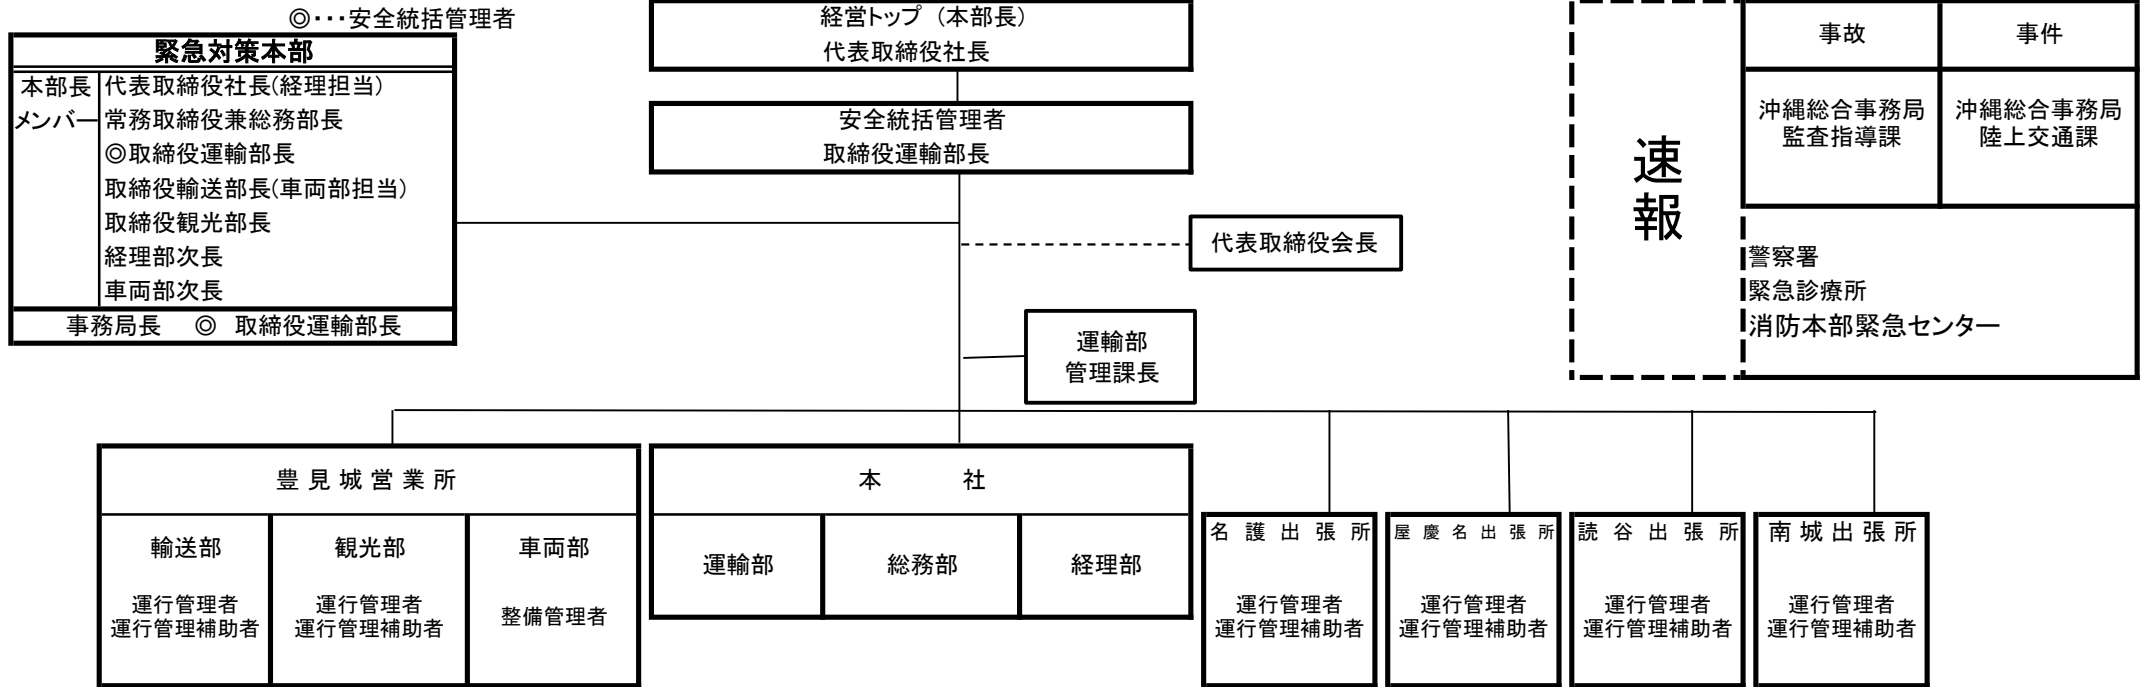 ◎･･･安全統括管理者
緊急対策本部
本部長 代表取締役社長(経理担当)
メンバー 常務取締役兼総務部長
◎取締役運輸部長
取締役輸送部長(車両部担当)
取締役観光部長
経理部次長
車両部次長
事務局長 ◎ 取締役運輸部長
経営トップ (本部長)
代表取締役社長
安全統括管理者
取締役運輸部長
代表取締役会長
運輸部
管理課長
速報
事故 事件
沖縄総合事務局
監査指導課
沖縄総合事務局
陸上交通課
警察署
緊急診療所
消防本部緊急センター
豊見城営業所
輸送部
運行管理者
運行管理補助者
観光部
運行管理者
運行管理補助者
車両部
整備管理者
本 社
運輸部 総務部 経理部
名護出張所
運行管理者
運行管理補助者
屋慶名出張所
運行管理者
運行管理補助者
読谷出張所
運行管理者
運行管理補助者
南城出張所
運行管理者
運行管理補助者